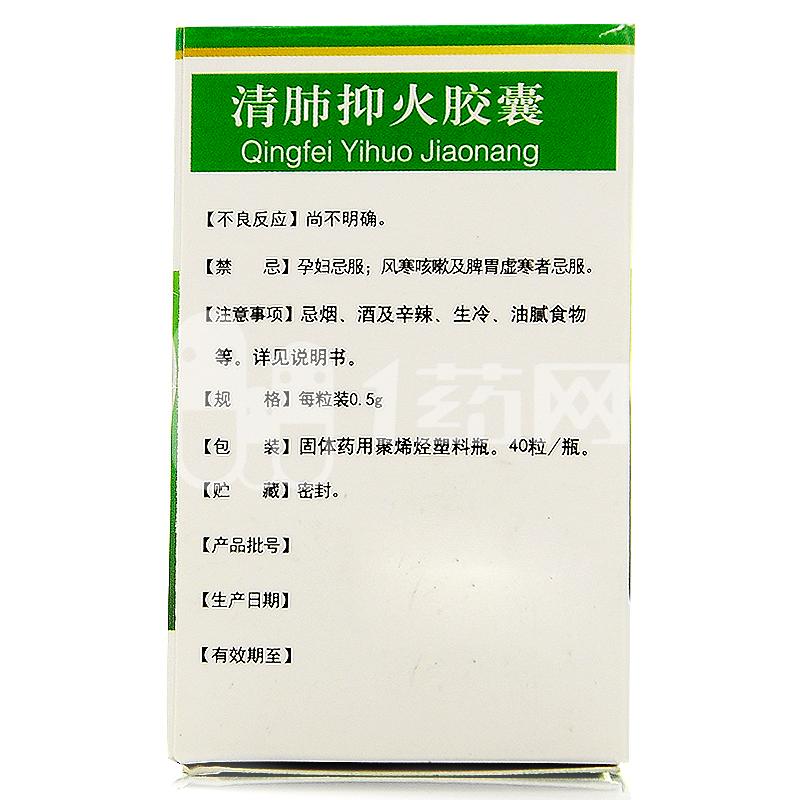 清肺抑火胶囊
Qingfei Yihuo Jiaonang
【不良反应】尚不明确。
【禁 忌】孕妇忌服；风寒咳嗽及脾胃虚寒者忌服。
【注意事项】忌烟、酒及辛辣、生冷、油腻食物
等。详见说明书。
【规 格】每粒装0.5g
1药网
【包 装】固体药用聚烯烃塑料瓶。40粒/瓶。
【贮 藏】密封。
【产品批号】
【生产日期】
【有效期至】